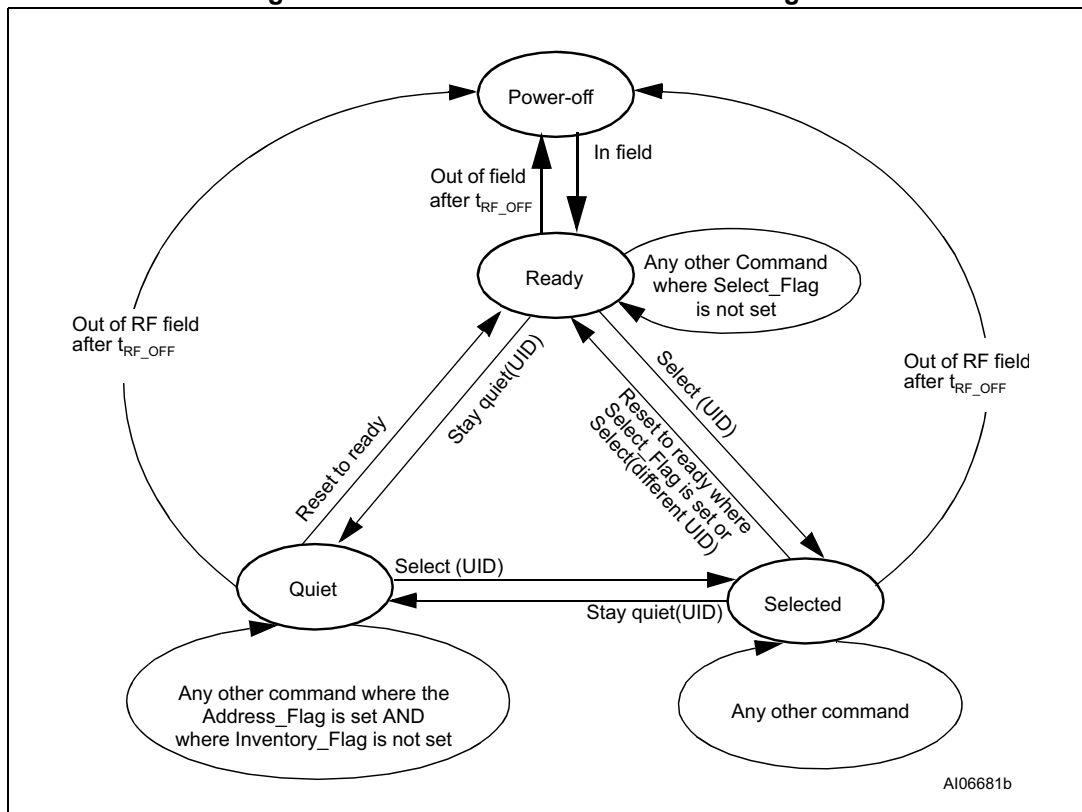 Power-off
In field
Out of field
after tRF_OFF
Ready
Any other Command
where Select_Flag
is not set
Out of RF field
after tRF_OFF
Out of RF field
after tRF_OFF
Reset to ready
Stay quiet(UID)
Select (UID)
Reset to ready where
Select_Flag is set or
Select(different UID)
Quiet
Select (UID)
Stay quiet(UID)
Selected
Any other command where the
Address_Flag is set AND
where Inventory_Flag is not set
Any other command
AI06681b